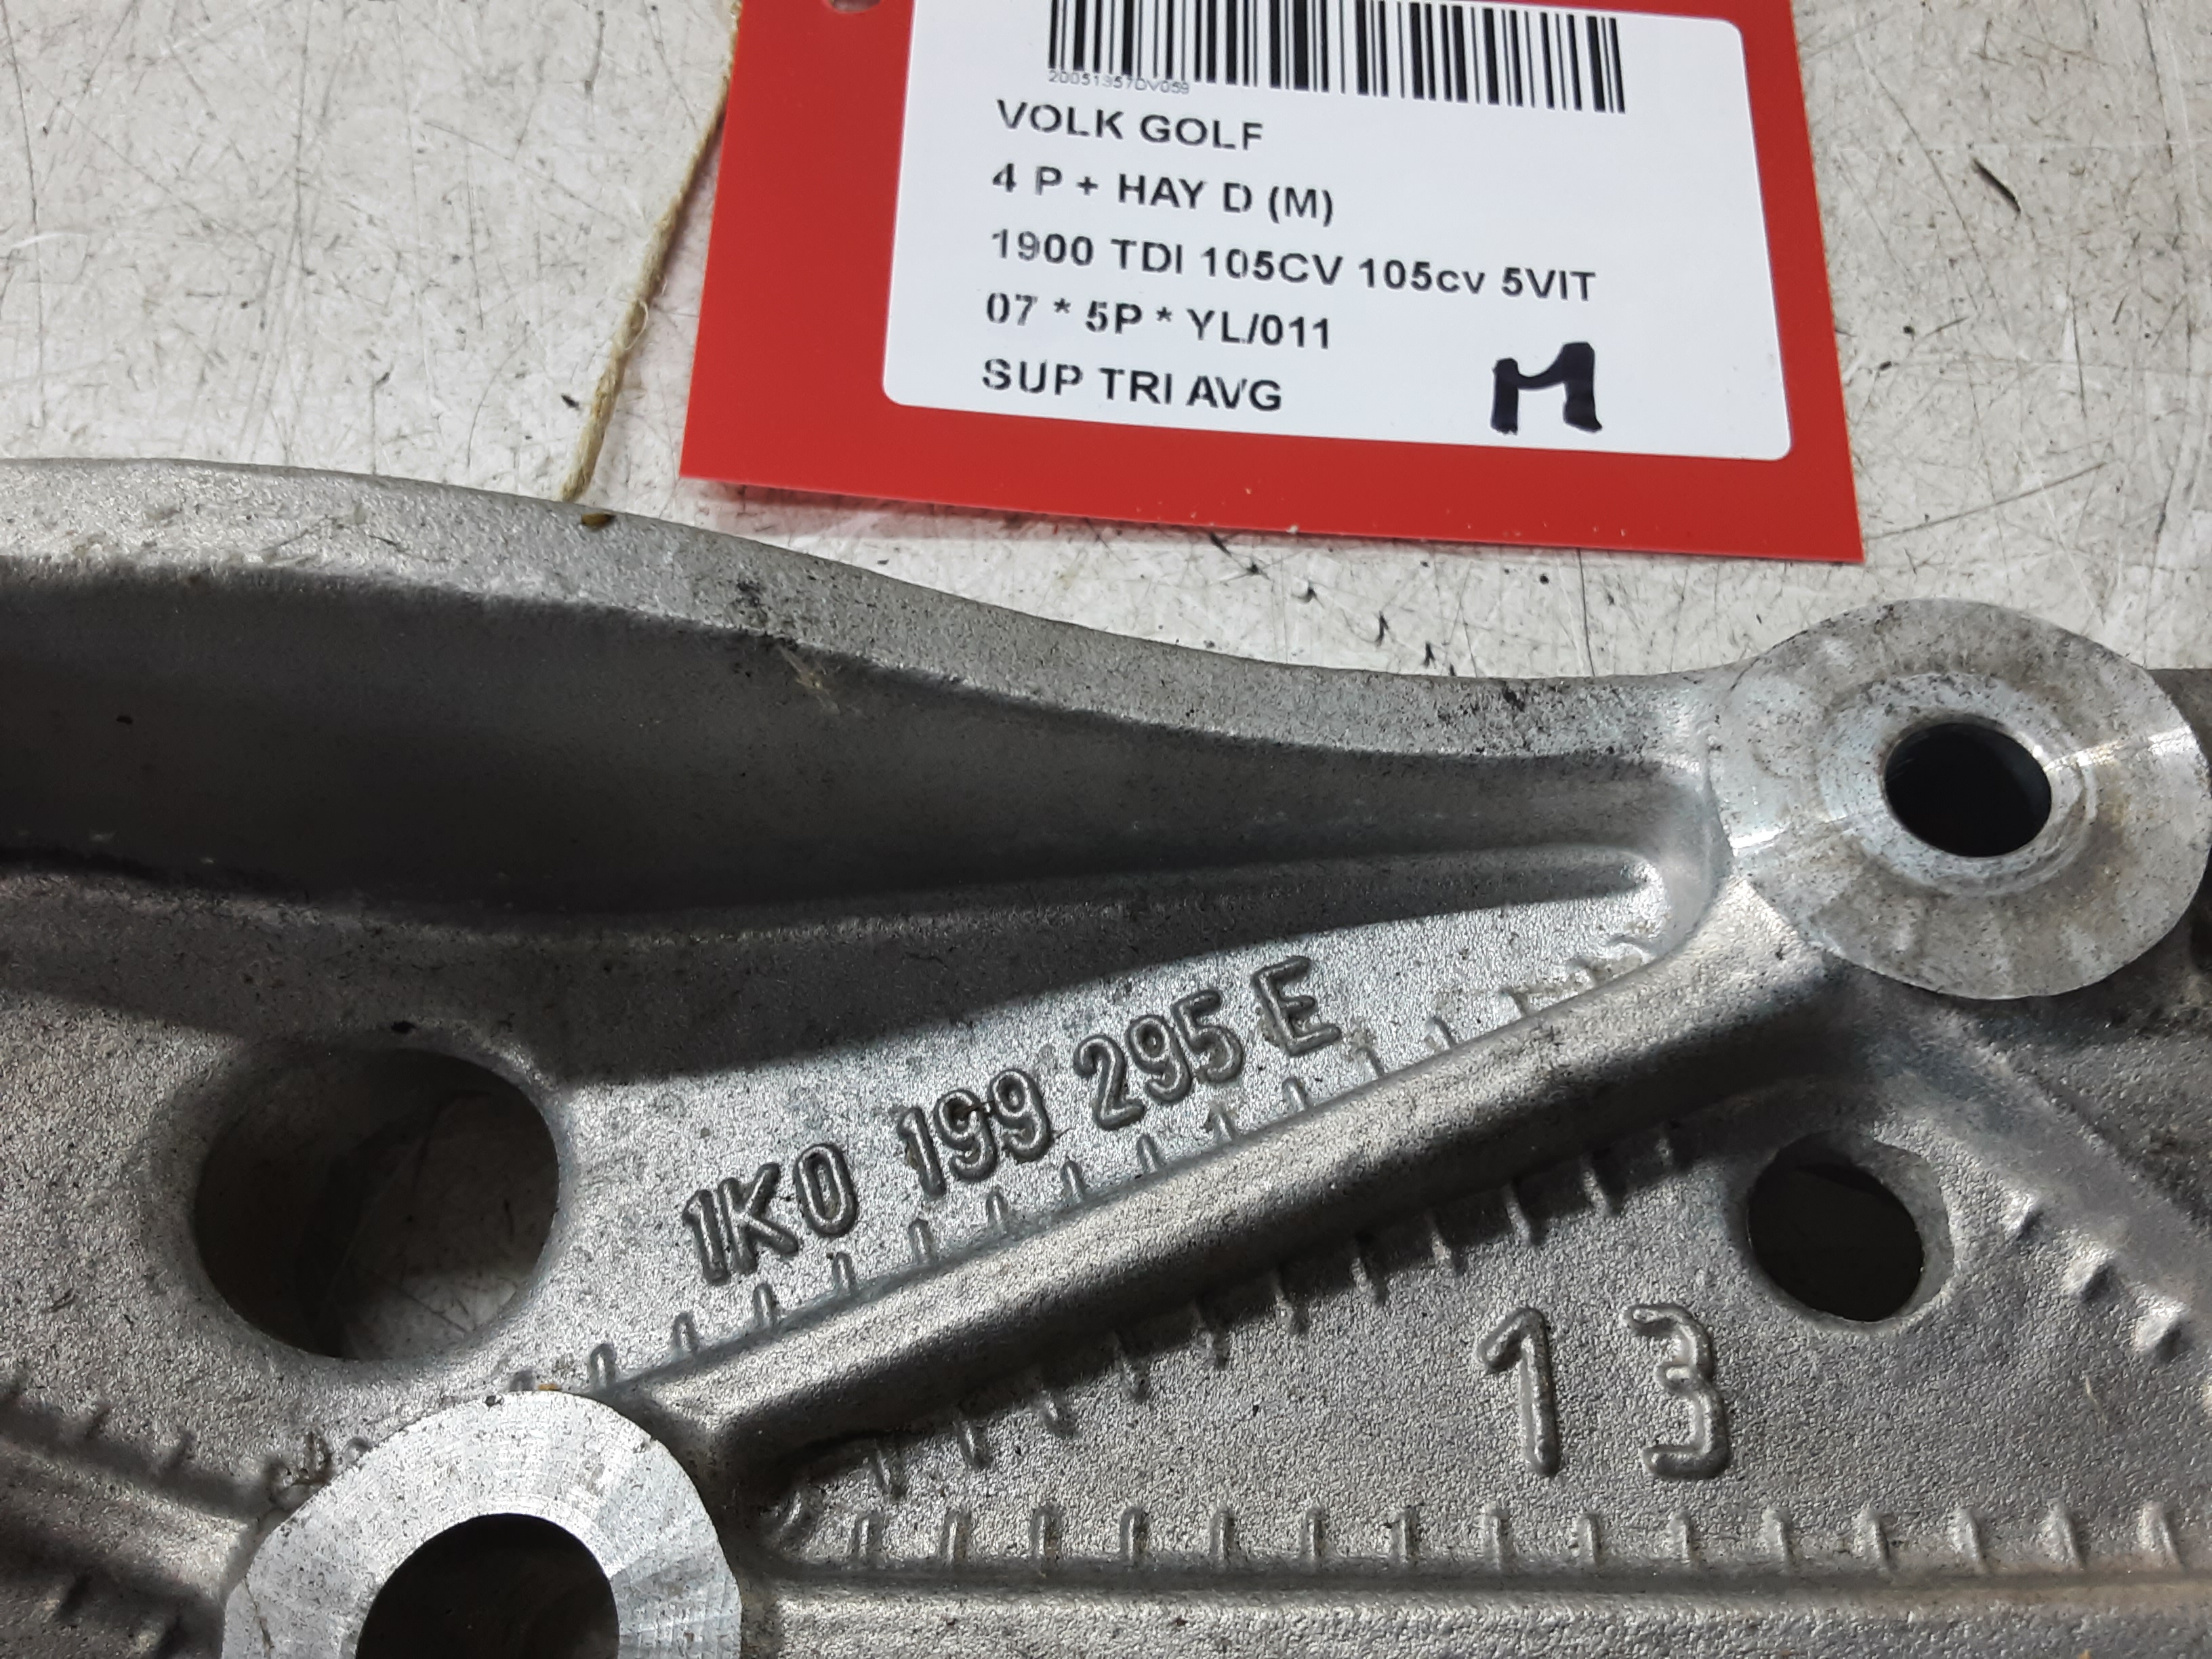 20051357DV059
VOLK GOLF
4 P + HAY D (M)
1900 TDI 105CV 105cv 5VIT
07 * 5P * YL/011
SUP TRI AVG
M
1K0 199 295 E
13